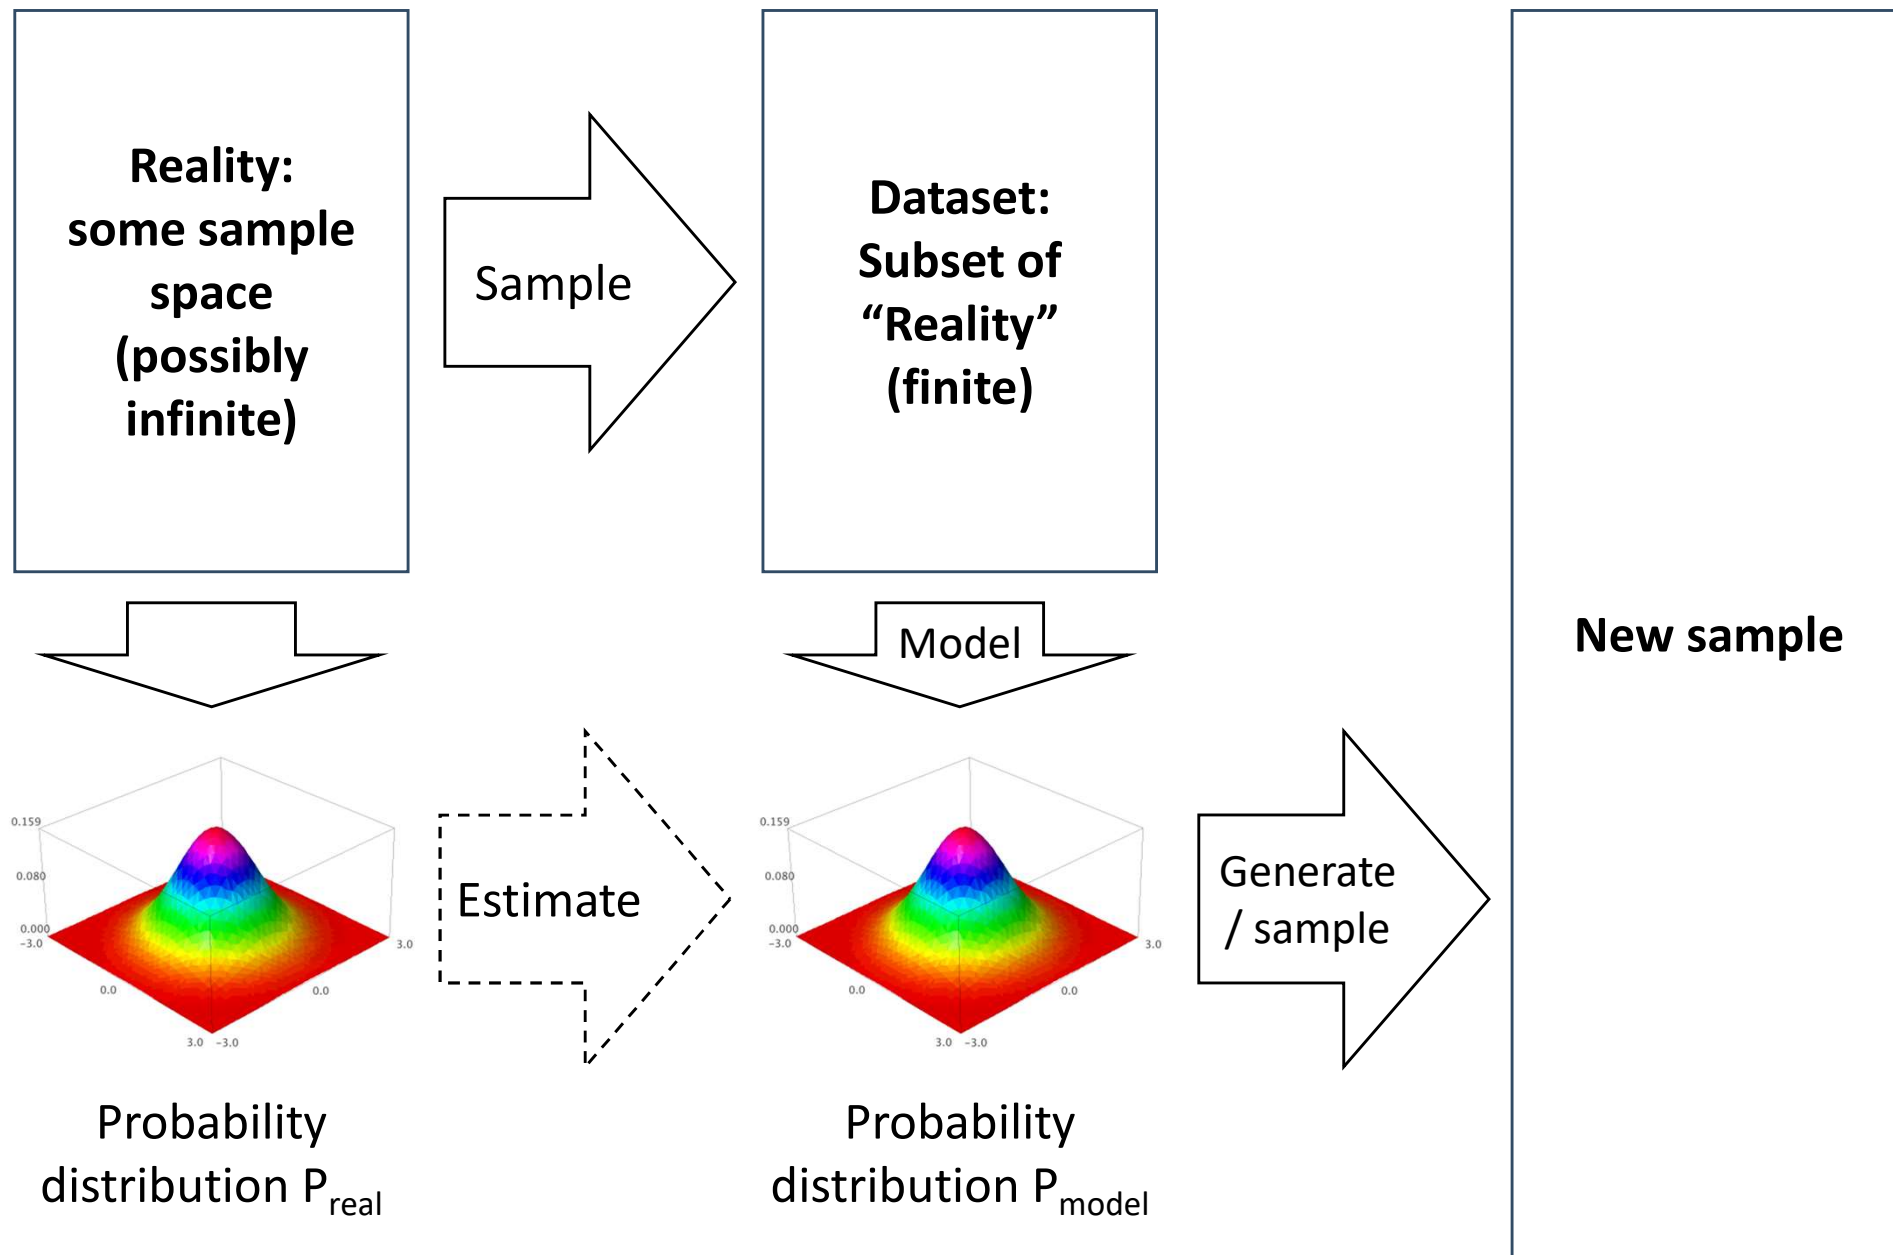 Reality:
some sample
space
(possibly
infinite)
Sample
Dataset:
Subset of
“Reality”
(finite)
New sample
Model
0.159
0.080
0.000
−3.0
0.0
3.0 −3.0
0.0
3.0
Estimate
0.159
0.080
0.000
−3.0
0.0
3.0 −3.0
0.0
3.0
Generate
/ sample
Probability
distribution Preal
Probability
distribution Pmodel